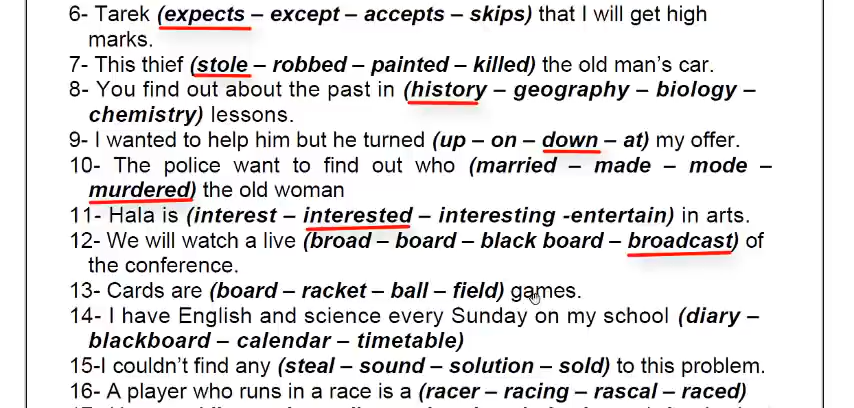 6- Tarek (expects – except – accepts – skips) that I will get high
marks.
7- This thief (stole – robbed – painted – killed) the old man's car.
8- You find out about the past in (history – geography – biology –
chemistry) lessons.
9- I wanted to help him but he turned (up – on – down – at) my offer.
10- The police want to find out who (married – made – mode –
murdered) the old woman
11- Hala is (interest – interested – interesting -entertain) in arts.
12- We will watch a live (broad – board – black board – broadcast) of
the conference.
13- Cards are (board – racket – ball – field) games.
14- I have English and science every Sunday on my school (diary –
blackboard – calendar – timetable)
15-I couldn't find any (steal – sound – solution – sold) to this problem.
16- A player who runs in a race is a (racer – racing – rascal – raced)